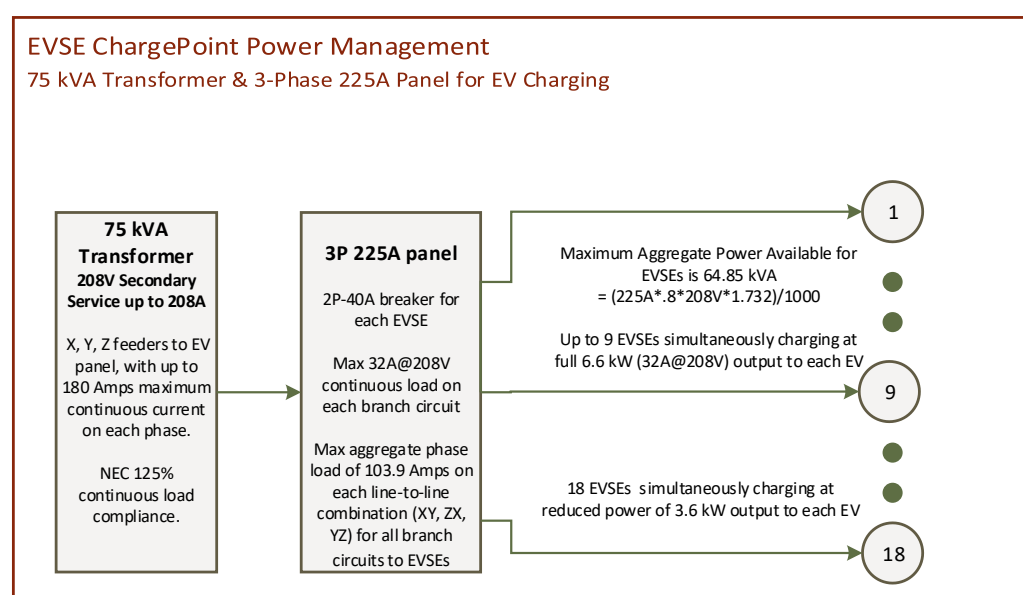 EVSE ChargePoint Power Management
75 kVA Transformer & 3-Phase 225A Panel for EV Charging
75 kVA
Transformer
208V Secondary
Service up to 208A
X, Y, Z feeders to EV
panel, with up to
180 Amps maximum
continuous current
on each phase.
NEC 125%
continuous load
compliance.
3P 225A panel
2P-40A breaker for
each EVSE
Max 32A@208V
continuous load on
each branch circuit
Max aggregate phase
load of 103.9 Amps on
each line-to-line
combination (XY, ZX,
YZ) for all branch
circuits to EVSEs
1
Maximum Aggregate Power Available for
EVSEs is 64.85 kVA
= (225A*.8*208V*1.732)/1000
Up to 9 EVSEs simultaneously charging at
full 6.6 kW (32A@208V) output to each EV
9
18 EVSEs simultaneously charging at
reduced power of 3.6 kW output to each EV
18